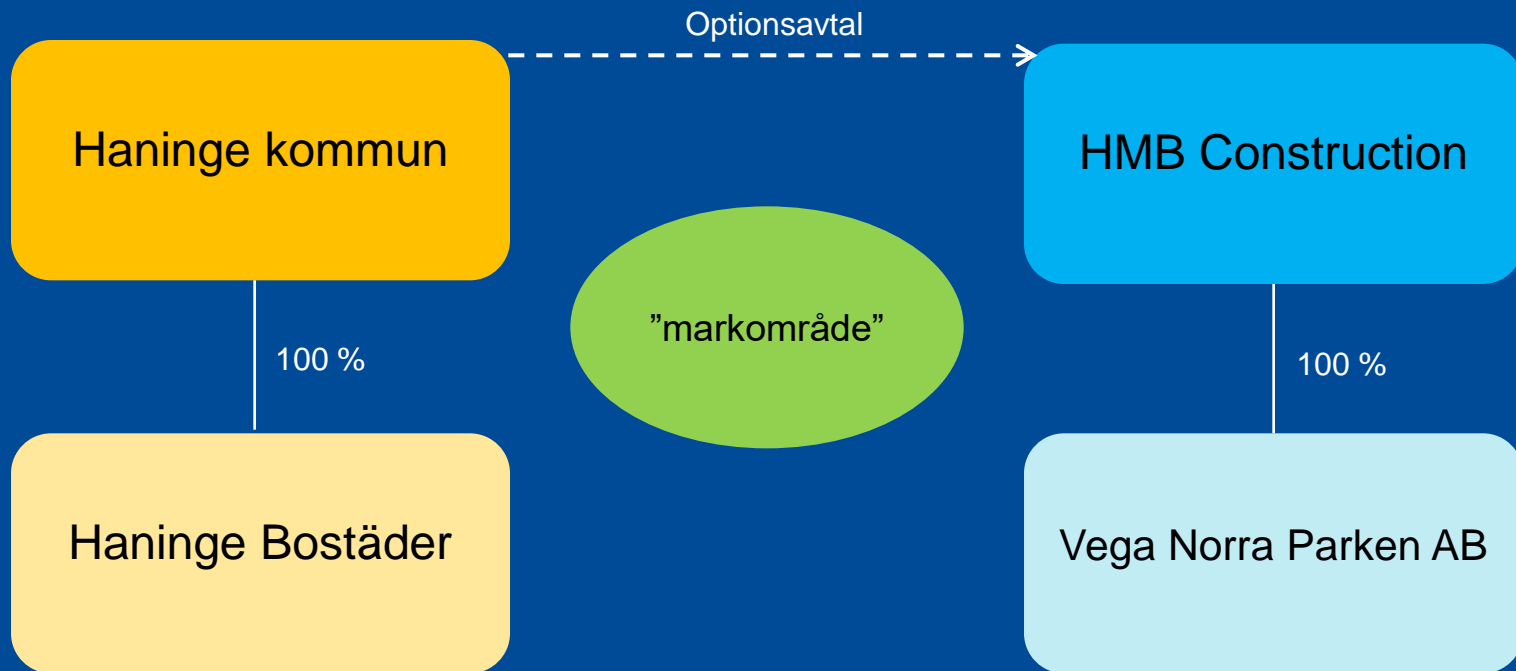 Optionsavtal
Haninge kommun
HMB Construction
”markområde”
100 %
100 %
Haninge Bostäder
Vega Norra Parken AB